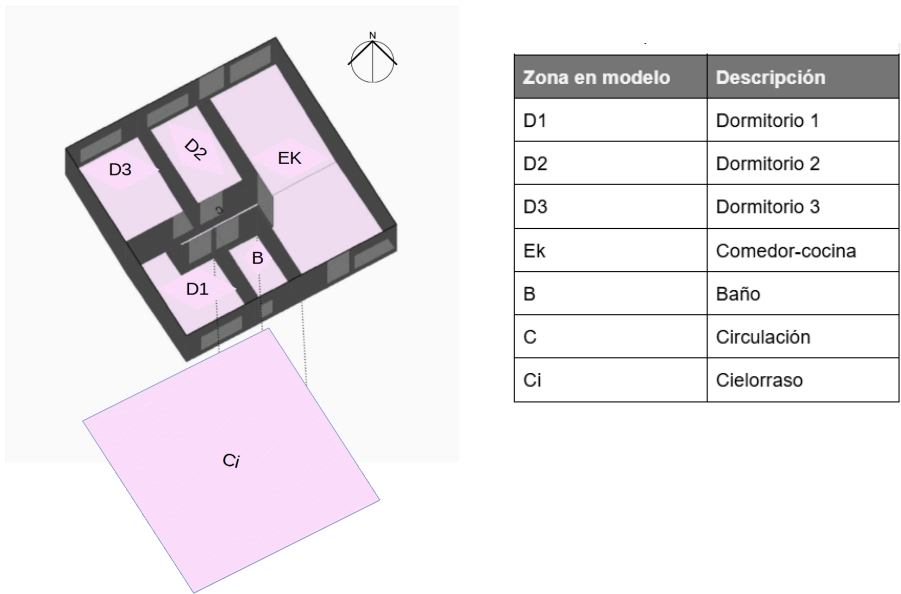 N
D3
D2
EK
C
B
D1
Ci
Zona en modelo Descripción
D1 Dormitorio 1
D2 Dormitorio 2
D3 Dormitorio 3
Ek Comedor-cocina
B Baño
C Circulación
Ci Cielorraso